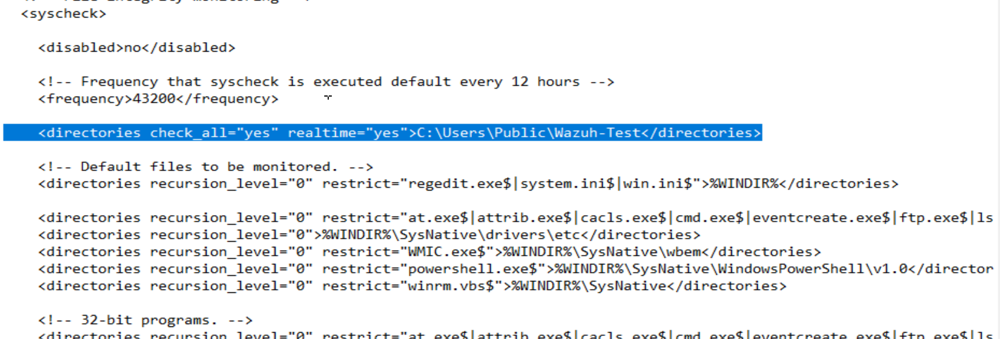 <syscheck>
<disabled>no</disabled>
<!-- Frequency that syscheck is executed default every 12 hours -->
<frequency>43200</frequency>
<directories check_all="yes" realtime="yes">C:\Users\Public\Wazuh-Test</directories>
<!-- Default files to be monitored. -->
<directories recursion_level="0" restrict="regedit.exe$|system.ini$|win.ini$">%WINDIR%</directories>
<directories recursion_level="0" restrict="at.exe$|attrib.exe$|cacls.exe$|cmd.exe$|eventcreate.exe$|ftp.exe$|ls
<directories recursion_level="0">%WINDIR%\SysNative\drivers\etc</directories>
<directories recursion_level="0" restrict="WMIC.exe$">%WINDIR%\SysNative\wbem</directories>
<directories recursion_level="0" restrict="powershell.exe$">%WINDIR%\SysNative\WindowsPowerShell\v1.0</director
<directories recursion_level="0" restrict="winrm.vbs$">%WINDIR%\SysNative</directories>
<!-- 32-bit programs. -->
<directories recursion_level="0" restrict="at.exe$|attrib.exe$|cacls.exe$|cmd.exe$|eventcreate.exe$|ftp.exe$|ls